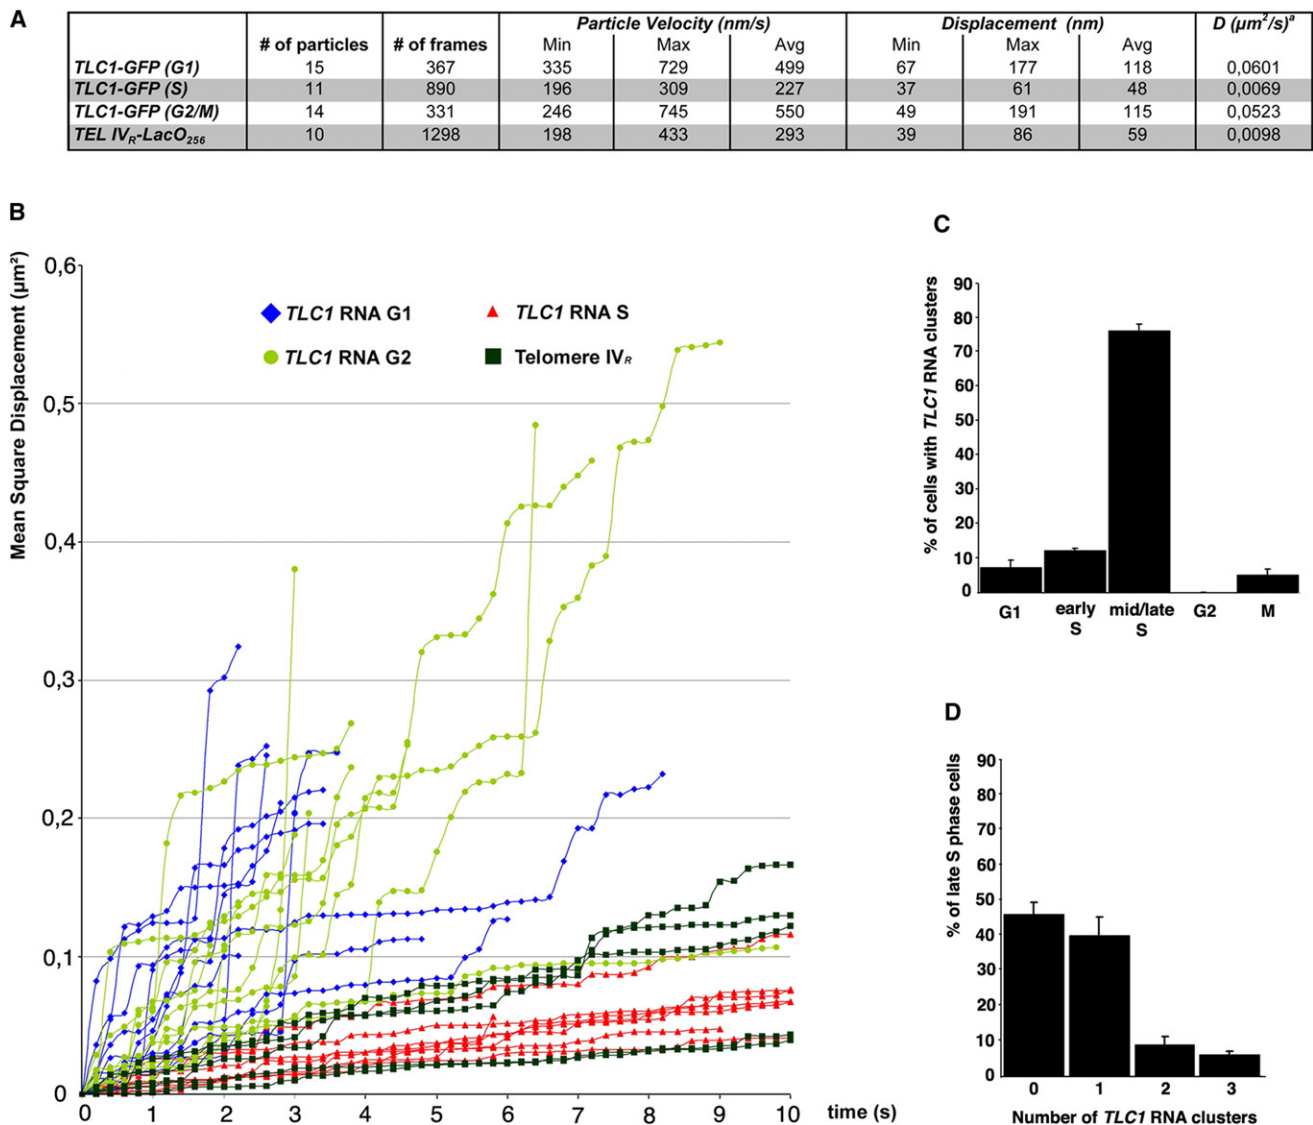 A
Particle Velocity (nm/s) Displacement (nm) D (µm²/s)ᵃ
# of particles # of frames Min Max Avg Min Max Avg
TLC1-GFP (G1) 15 367 335 729 499 67 177 118 0,0601
TLC1-GFP (S) 11 890 196 309 227 37 61 48 0,0069
TLC1-GFP (G2/M) 14 331 246 745 550 49 191 115 0,0523
TEL IV_R-LacO_256 10 1298 198 433 293 39 86 59 0,0098
B
Mean Square Displacement (µm²)
0,6
0,5
0,4
0,3
0,2
0,1
0
TLC1 RNA G1
TLC1 RNA S
TLC1 RNA G2
Telomere IV_R
0 1 2 3 4 5 6 7 8 9 10
time (s)
C
% of cells with TLC1 RNA clusters
90
80
70
60
50
40
30
20
10
0
G1 early S mid/late S G2 M
D
% of late S phase cells
90
80
70
60
50
40
30
20
10
0
0 1 2 3
Number of TLC1 RNA clusters